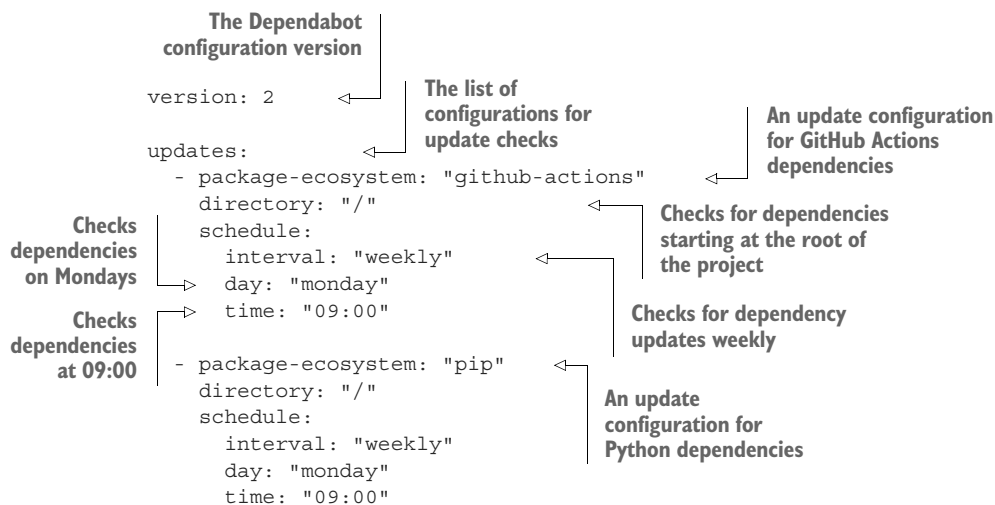 The Dependabot
configuration version
version: 2
The list of
configurations for
update checks
An update configuration
for GitHub Actions
dependencies
updates:
- package-ecosystem: "github-actions"
directory: "/"
Checks for dependencies
starting at the root of
the project
schedule:
interval: "weekly"
Checks
dependencies
on Mondays
day: "monday"
time: "09:00"
Checks for dependency
updates weekly
Checks
dependencies
at 09:00
- package-ecosystem: "pip"
directory: "/"
An update
configuration for
Python dependencies
schedule:
interval: "weekly"
day: "monday"
time: "09:00"